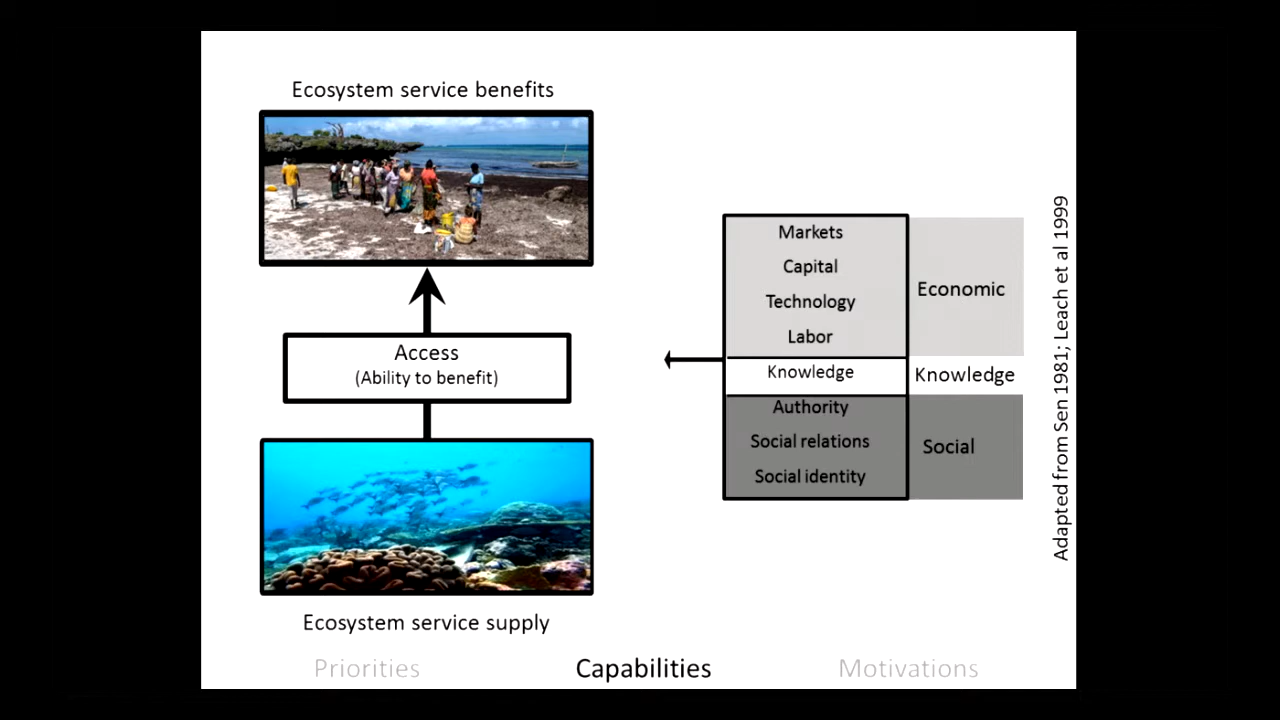 Ecosystem service benefits
Access
(Ability to benefit)
Ecosystem service supply
Markets
Capital
Technology
Labor
Knowledge
Authority
Social relations
Social identity
Economic
Knowledge
Social
Adapted from Sen 1981; Leach et al 1999
Priorities
Capabilities
Motivations